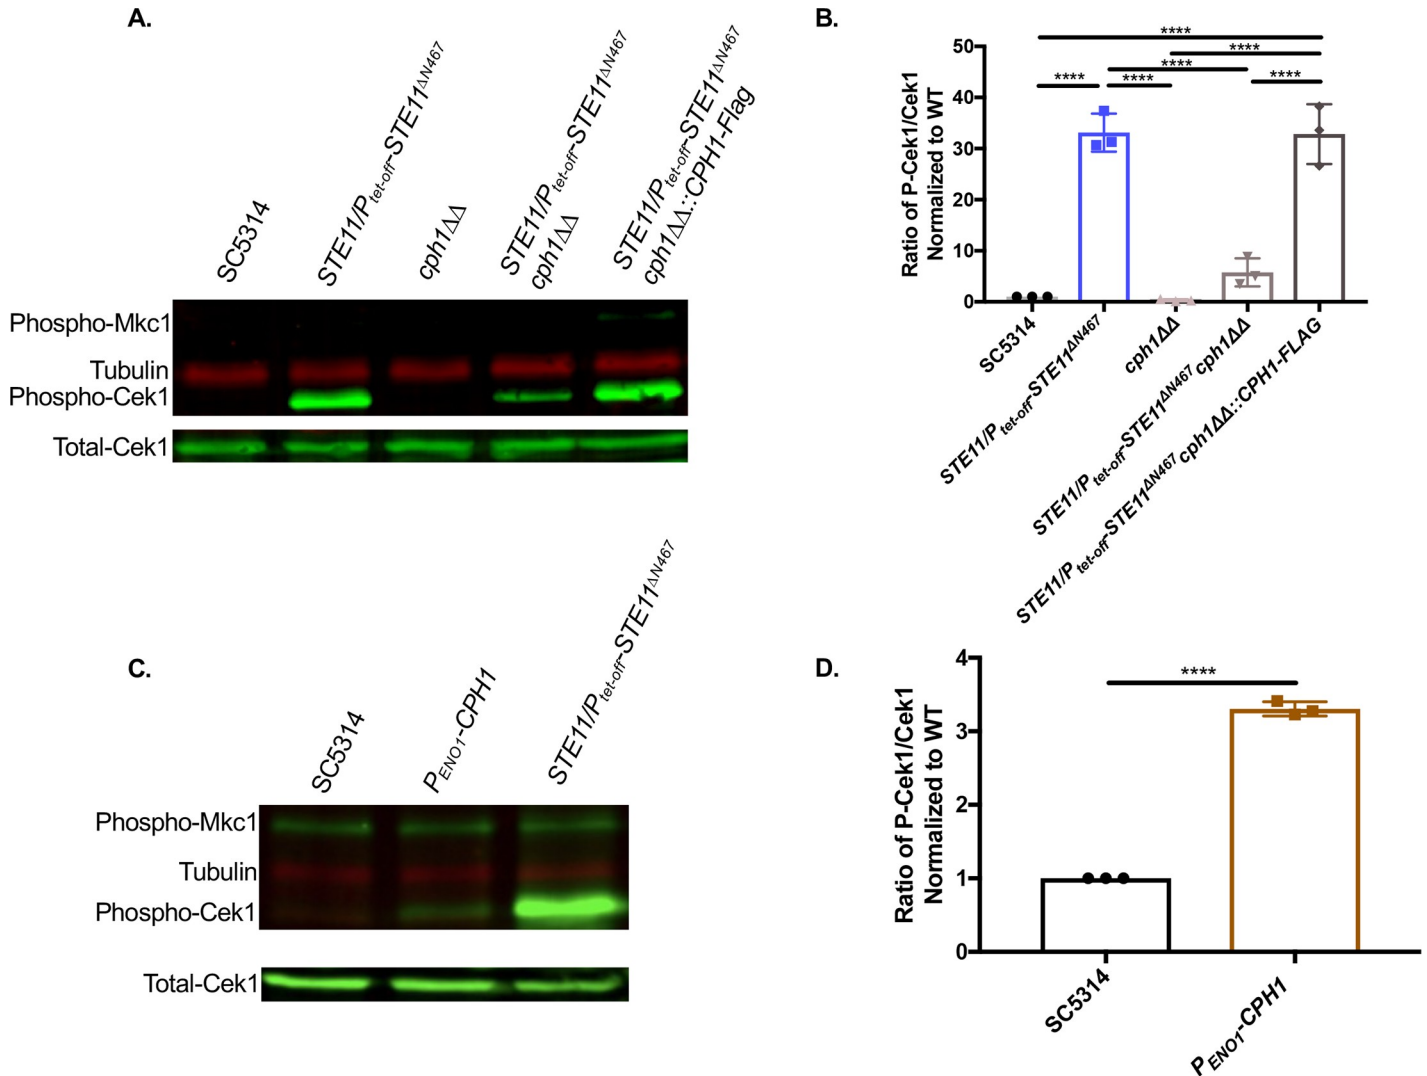 A.
SC5314
STE11/Ptet-off-STE11ΔN467
cph1ΔΔ
STE11/Ptet-off-STE11ΔN467
cph1ΔΔ
STE11/Ptet-off-STE11ΔN467
cph1ΔΔ::CPH1-Flag
Phospho-Mkc1
Tubulin
Phospho-Cek1
Total-Cek1
B.
Ratio of P-Cek1/Cek1
Normalized to WT
50
40
30
20
10
0
****
****
****
**** **** ****
SC5314
STE11/Ptet-off-STE11ΔN467
cph1ΔΔ
STE11/Ptet-off-STE11ΔN467 cph1ΔΔ
STE11/Ptet-off-STE11ΔN467 cph1ΔΔ::CPH1-FLAG
C.
SC5314
PENO1-CPH1
STE11/Ptet-off-STE11ΔN467
Phospho-Mkc1
Tubulin
Phospho-Cek1
Total-Cek1
D.
Ratio of P-Cek1/Cek1
Normalized to WT
4
3
2
1
0
****
SC5314
PENO1-CPH1